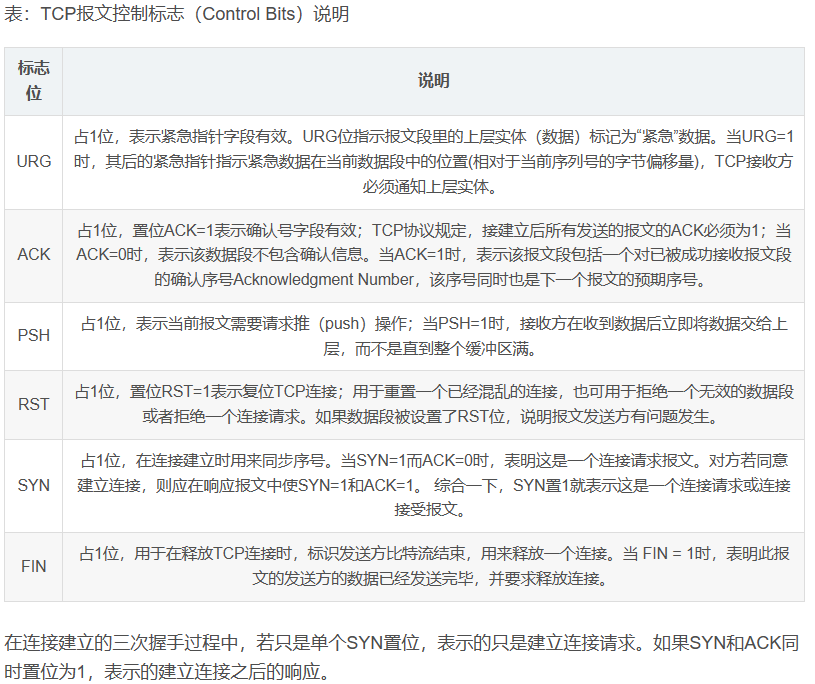 表：TCP报文控制标志（Control Bits）说明
标志
位
说明
URG
占1位，表示紧急指针字段有效。URG位指示报文段里的上层实体（数据）标记为“紧急”数据。当URG=1
时，其后的紧急指针指示紧急数据在当前数据段中的位置(相对于当前序列号的字节偏移量)，TCP接收方
必须通知上层实体。
ACK
占1位，置位ACK=1表示确认号字段有效；TCP协议规定，接建立后所有发送的报文的ACK必须为1；当
ACK=0时，表示该数据段不包含确认信息。当ACK=1时，表示该报文段包括一个对已被成功接收报文段
的确认序号Acknowledgment Number，该序号同时也是下一个报文的预期序号。
PSH
占1位，表示当前报文需要请求推（push）操作；当PSH=1时，接收方在收到数据后立即将数据交给上
层，而不是直到整个缓冲区满。
RST
占1位，置位RST=1表示复位TCP连接；用于重置一个已经混乱的连接，也可用于拒绝一个无效的数据段
或者拒绝一个连接请求。如果数据段被设置了RST位，说明报文发送方有问题发生。
SYN
占1位，在连接建立时用来同步序号。当SYN=1而ACK=0时，表明这是一个连接请求报文。对方若同意
建立连接，则应在响应报文中使SYN=1和ACK=1。 综合一下，SYN置1就表示这是一个连接请求或连接
接受报文。
FIN
占1位，用于在释放TCP连接时，标识发送方比特流结束，用来释放一个连接。当 FIN = 1时，表明此报
文的发送方的数据已经发送完毕，并要求释放连接。
在连接建立的三次握手过程中，若只是单个SYN置位，表示的只是建立连接请求。如果SYN和ACK同
时置位为1，表示的建立连接之后的响应。